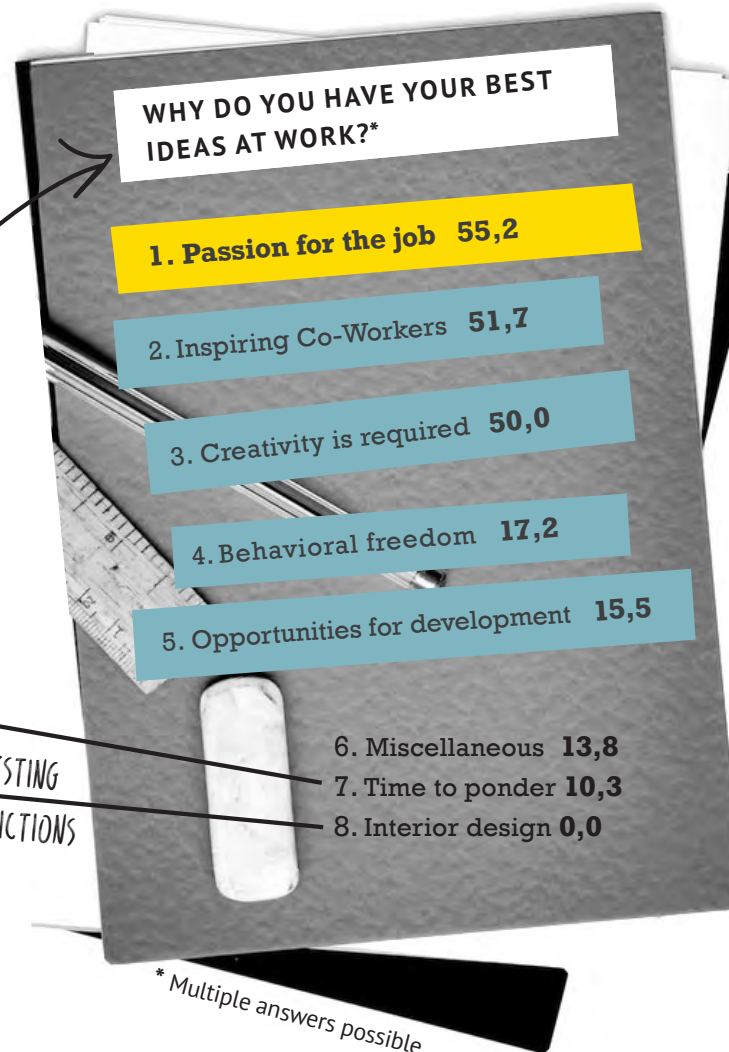 WHY DO YOU HAVE YOUR BEST
IDEAS AT WORK?*
1. Passion for the job 55,2
2. Inspiring Co-Workers 51,7
3. Creativity is required 50,0
4. Behavioral freedom 17,2
5. Opportunities for development 15,5
6. Miscellaneous 13,8
7. Time to ponder 10,3
8. Interior design 0,0
* Multiple answers possible